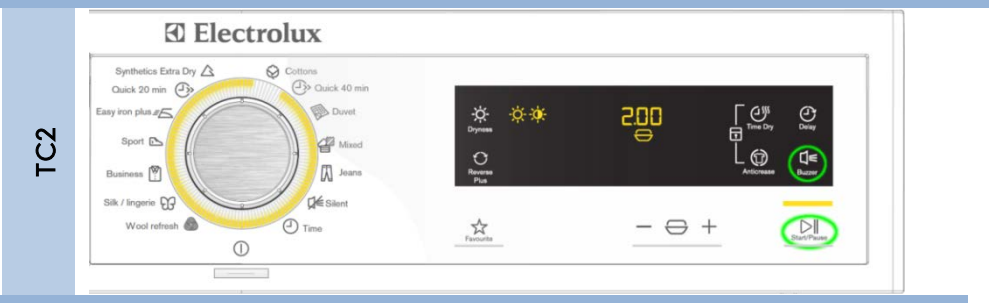 TC2
Electrolux
Synthetics Extra Dry
Cottons
Quick 20 min
Quick 40 min
Easy iron plus
Duvet
Sport
Mixed
Business
Jeans
Silk / lingerie
Silent
Wool refresh
Time
Dryness
2.00
Time Dry
Delay
Reverse
Plus
Anticrease
Buzzer
Favourite
Start/Pause